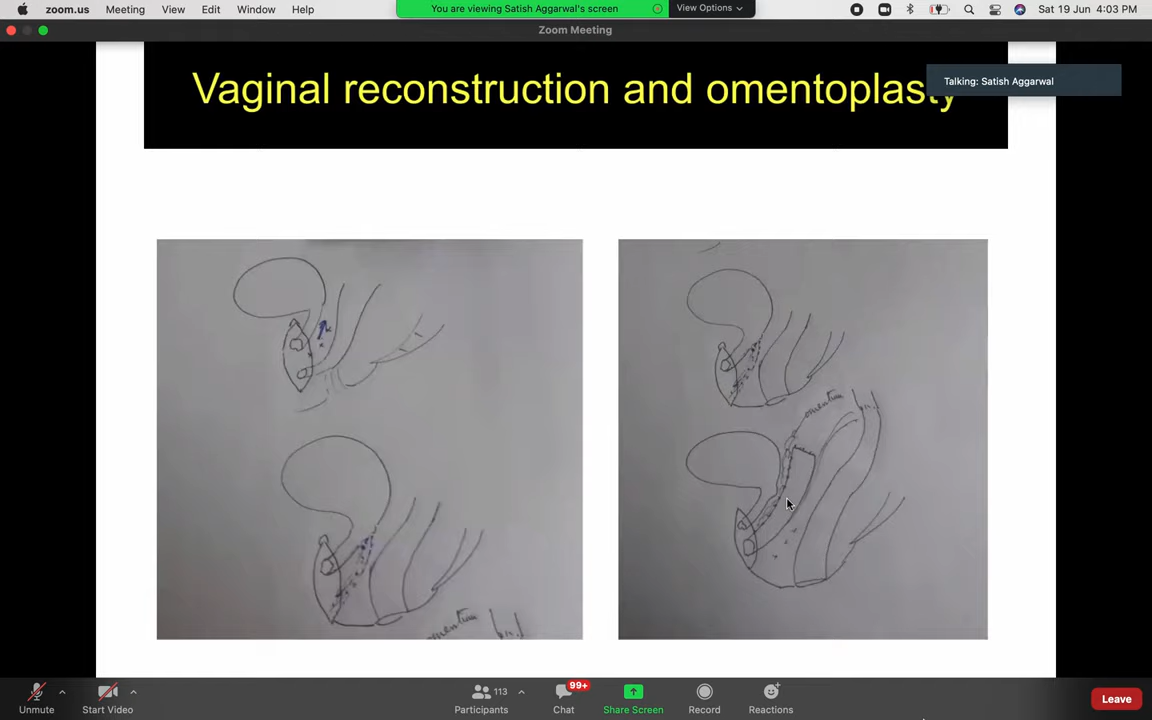 zoom.us Meeting View Edit Window Help
You are viewing Satish Aggarwal's screen
View Options
Sat 19 Jun 4:03 PM
Zoom Meeting
Talking: Satish Aggarwal
Vaginal reconstruction and omentoplasty
omentum
Unmute
Start Video
113
Participants
99+
Chat
Share Screen
Record
Reactions
Leave